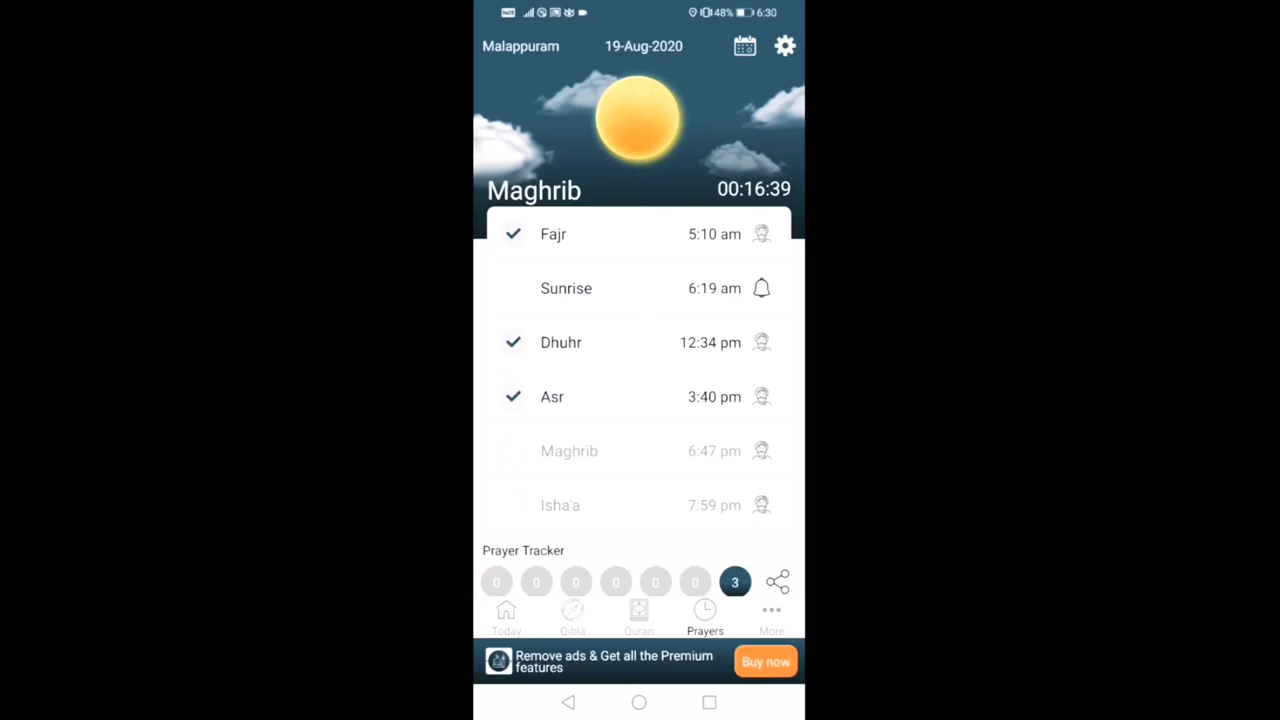 VoLTE 48% 6:30
Malappuram 19-Aug-2020
Maghrib 00:16:39
Fajr 5:10 am
Sunrise 6:19 am
Dhuhr 12:34 pm
Asr 3:40 pm
Maghrib 6:47 pm
Isha'a 7:59 pm
Prayer Tracker
0 0 0 0 0 0 3
Today Qibla Quran Prayers More
Remove ads & Get all the Premium
features
Buy now